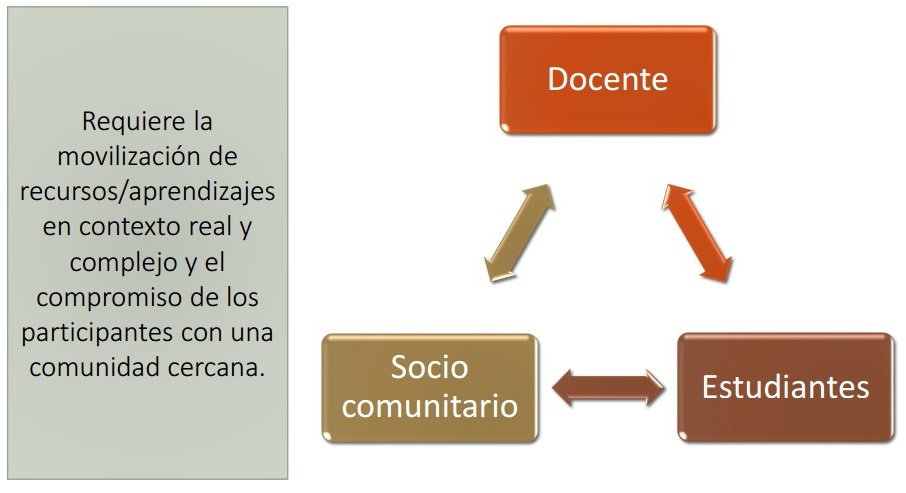 Requiere la
movilización de
recursos/aprendizajes
en contexto real y
complejo y el
compromiso de los
participantes con una
comunidad cercana.
Docente
Socio
comunitario
Estudiantes